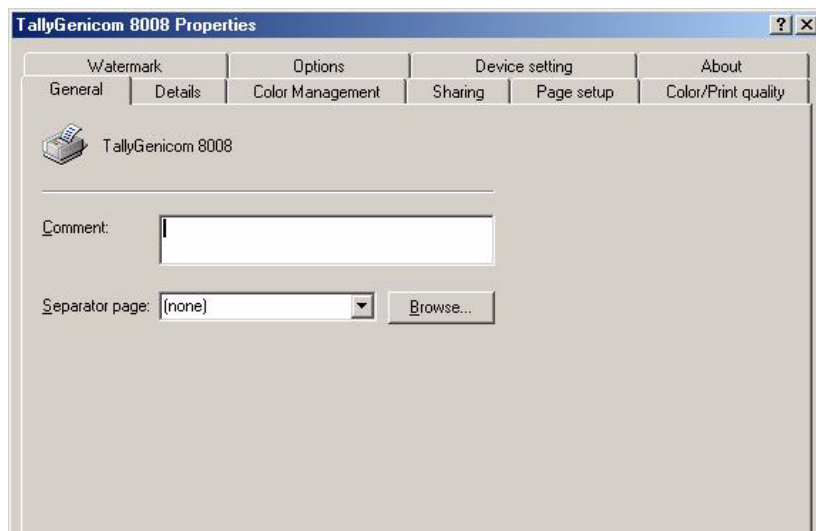 TallyGenicom 8008 Properties
Watermark Options Device setting About
General Details Color Management Sharing Page setup Color/Print quality
TallyGenicom 8008
Comment:
Separator page: (none) Browse...